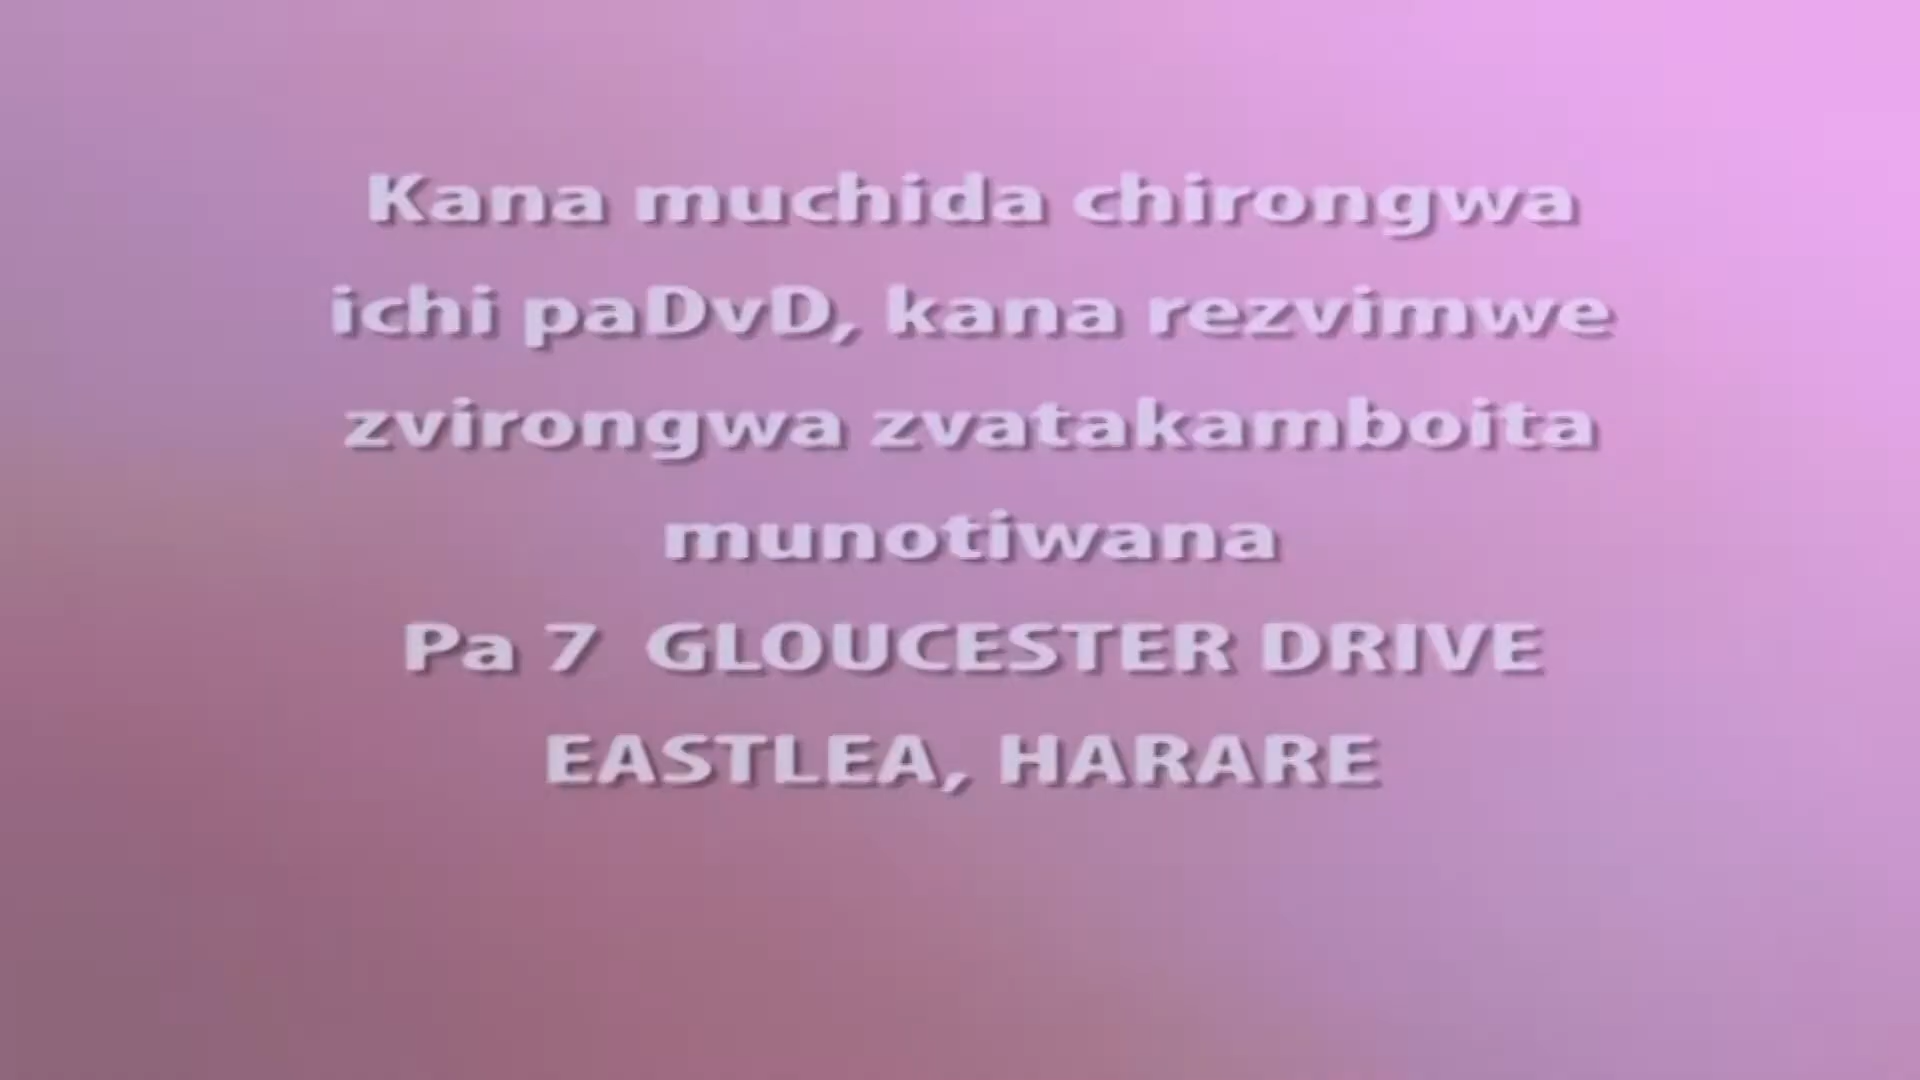 Kana muchida chirongwa
ichi paDvD, kana rezvimwe
zvirongwa zvatakamboita
munotiwana
Pa 7 GLOUCESTER DRIVE
EASTLEA, HARARE